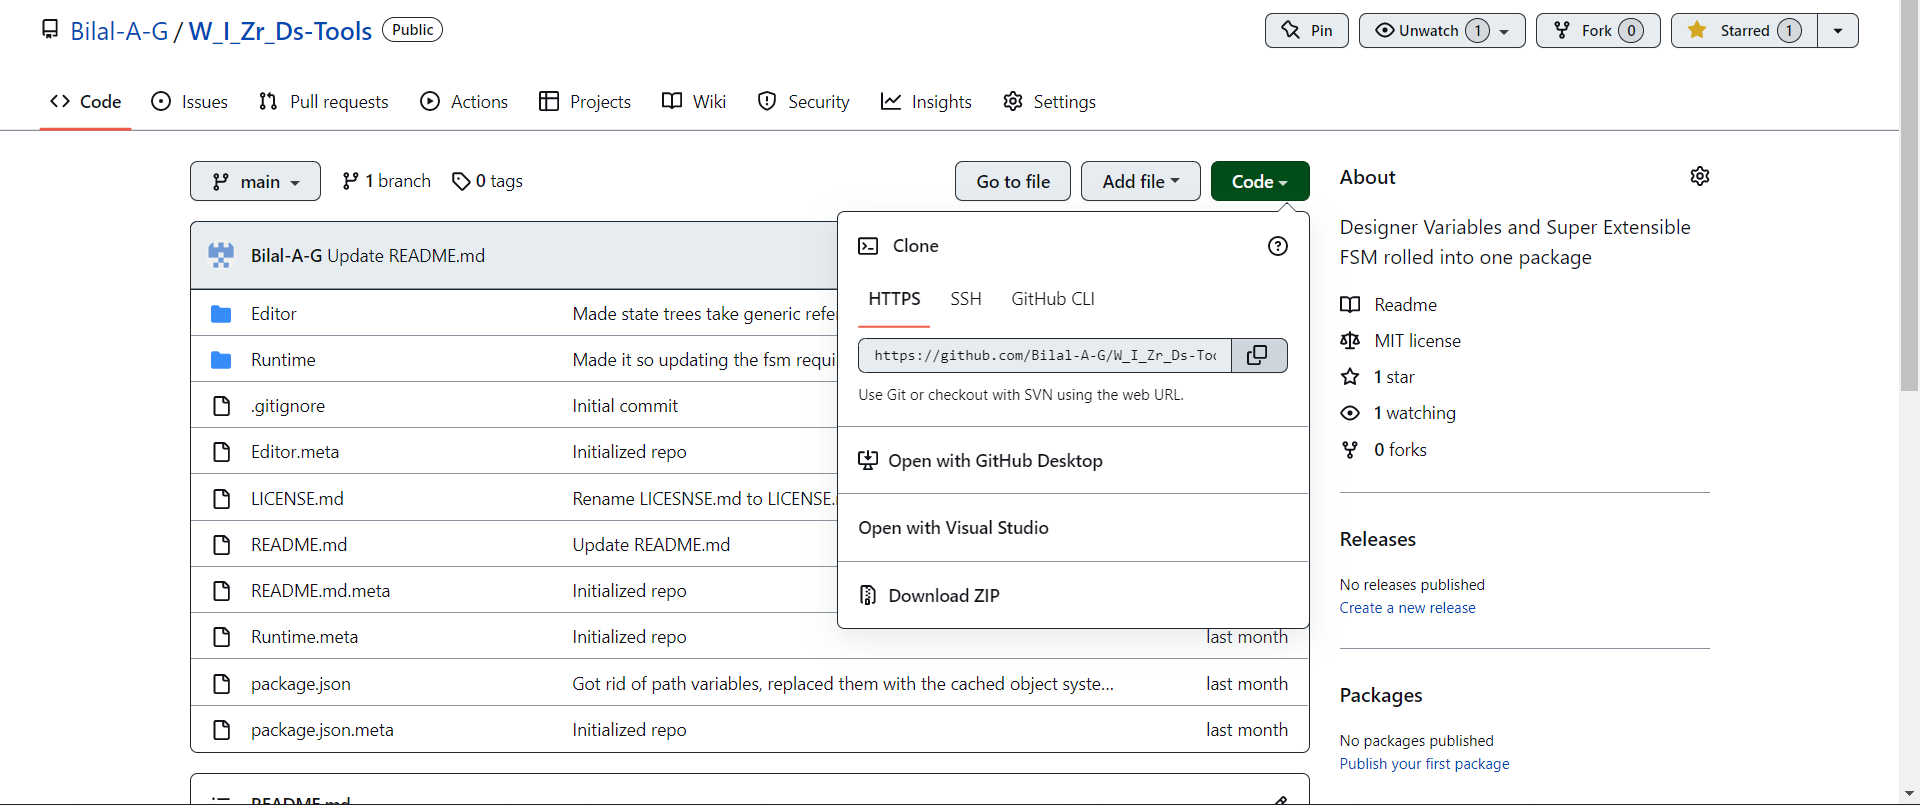 Bilal-A-G / W_I_Zr_Ds-Tools Public
Pin Unwatch 1 Fork 0 Starred 1
Code Issues Pull requests Actions Projects Wiki Security Insights Settings
main 1 branch 0 tags Go to file Add file Code
Bilal-A-G Update README.md
Editor Made state trees take generic refe
Runtime Made it so updating the fsm requi
.gitignore Initial commit
Editor.meta Initialized repo
LICENSE.md Rename LICESNSE.md to LICENSE.
README.md Update README.md
README.md.meta Initialized repo
Runtime.meta Initialized repo last month
package.json Got rid of path variables, replaced them with the cached object syste... last month
package.json.meta Initialized repo last month
README.md
Clone
HTTPS SSH GitHub CLI
https://github.com/Bilal-A-G/W_I_Zr_Ds-Too
Use Git or checkout with SVN using the web URL.
Open with GitHub Desktop
Open with Visual Studio
Download ZIP
About
Designer Variables and Super Extensible
FSM rolled into one package
Readme
MIT license
1 star
1 watching
0 forks
Releases
No releases published
Create a new release
Packages
No packages published
Publish your first package